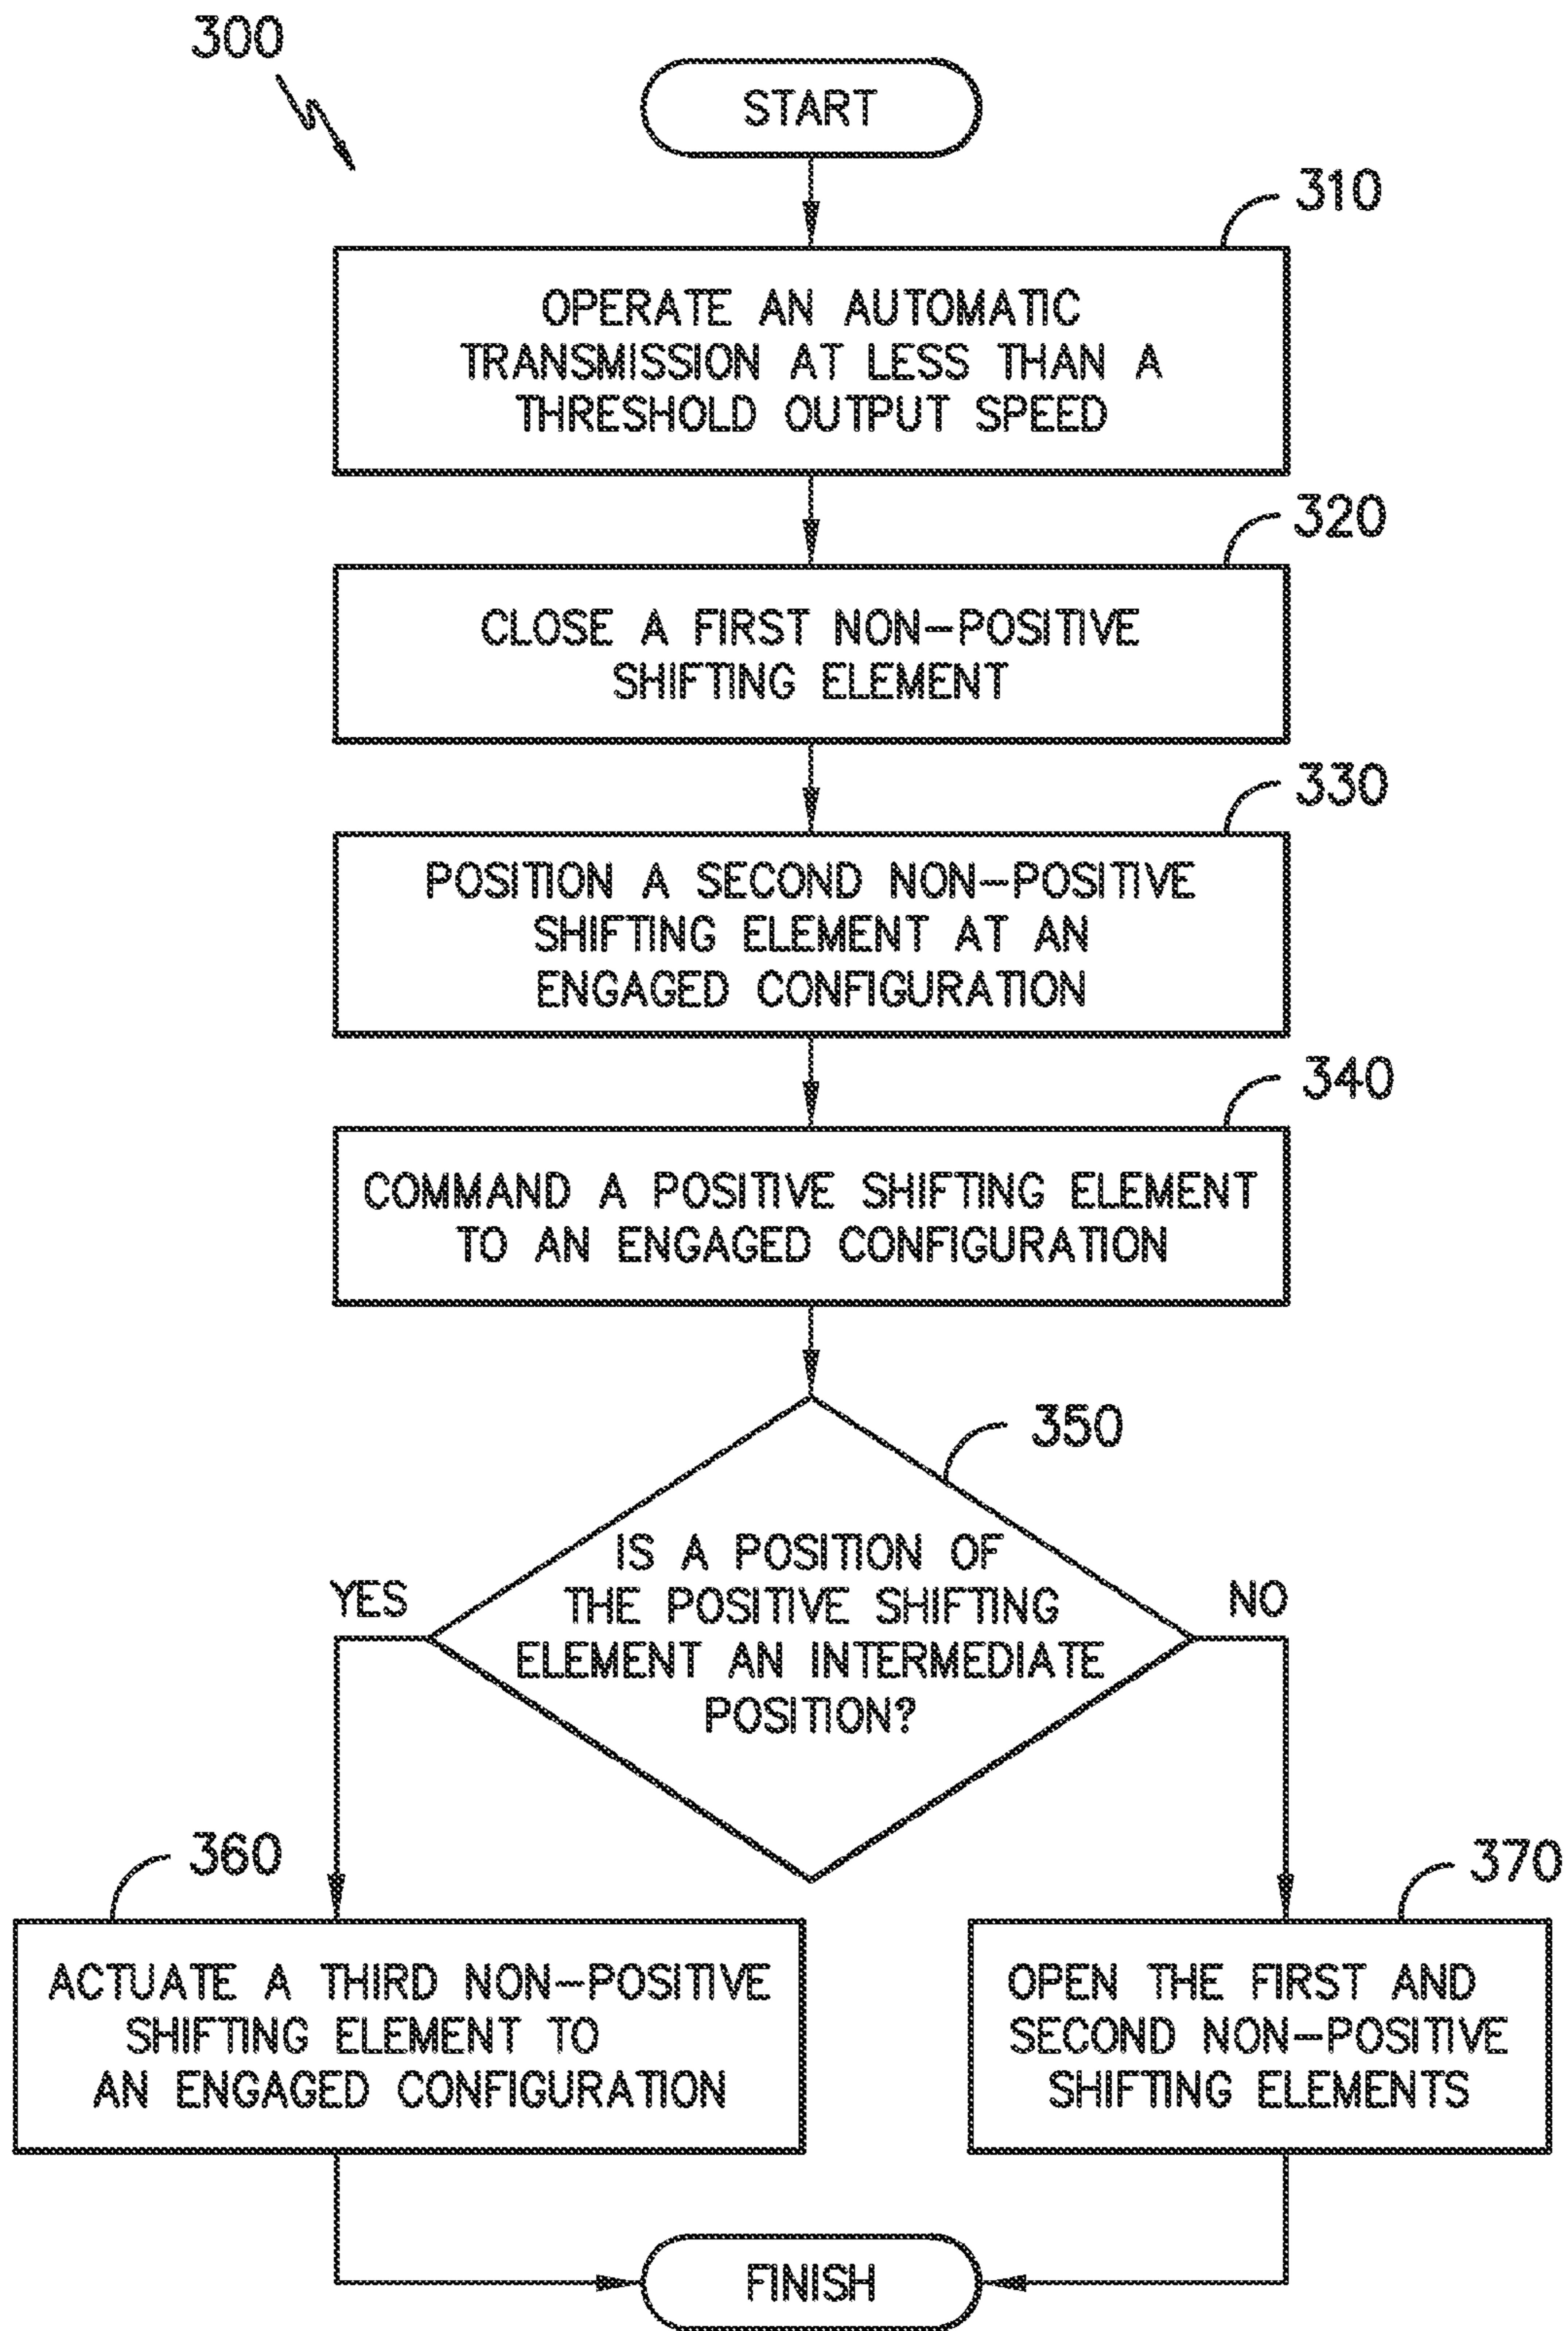 300
START
310
OPERATE AN AUTOMATIC
TRANSMISSION AT LESS THAN A
THRESHOLD OUTPUT SPEED
320
CLOSE A FIRST NON-POSITIVE
SHIFTING ELEMENT
330
POSITION A SECOND NON-POSITIVE
SHIFTING ELEMENT AT AN
ENGAGED CONFIGURATION
340
COMMAND A POSITIVE SHIFTING ELEMENT
TO AN ENGAGED CONFIGURATION
350
IS A POSITION OF
THE POSITIVE SHIFTING
ELEMENT AN INTERMEDIATE
POSITION?
YES
NO
360
ACTUATE A THIRD NON-POSITIVE
SHIFTING ELEMENT TO
AN ENGAGED CONFIGURATION
370
OPEN THE FIRST AND
SECOND NON-POSITIVE
SHIFTING ELEMENTS
FINISH